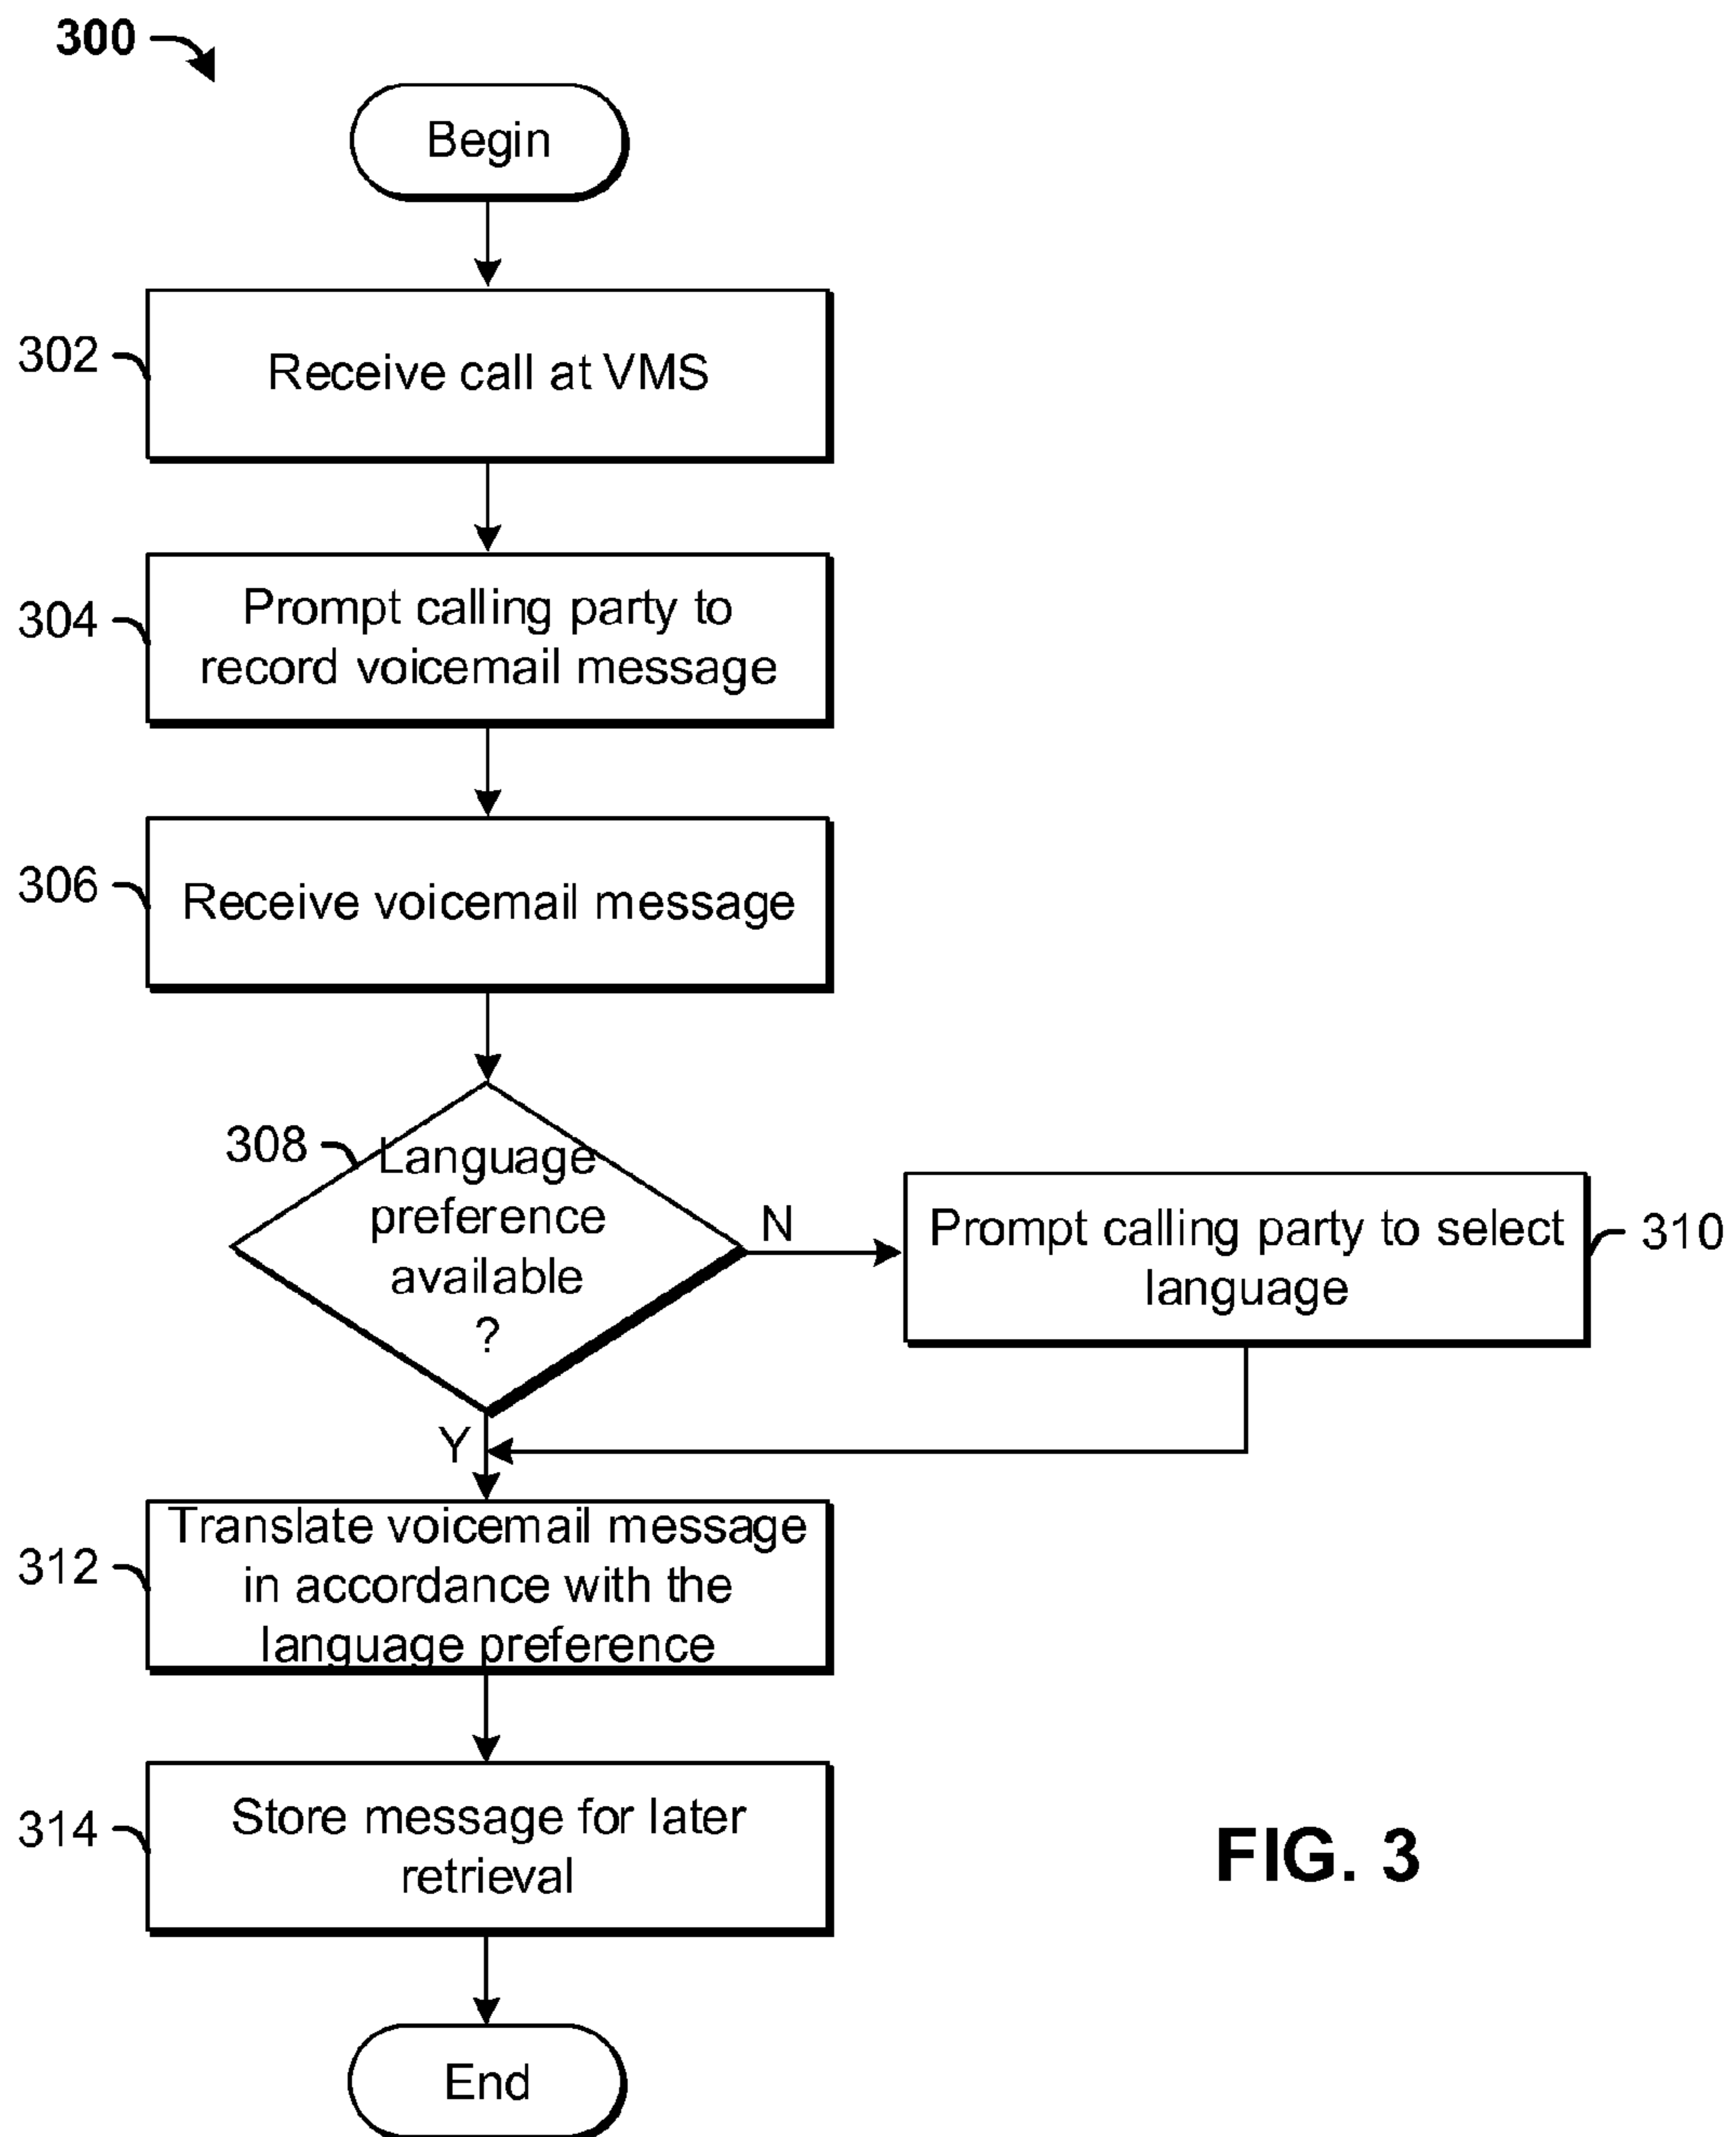 300
Begin
302
Receive call at VMS
304
Prompt calling party to
record voicemail message
306
Receive voicemail message
308
Language
preference
available
?
N
Prompt calling party to select
language
310
Y
312
Translate voicemail message
in accordance with the
language preference
314
Store message for later
retrieval
FIG. 3
End